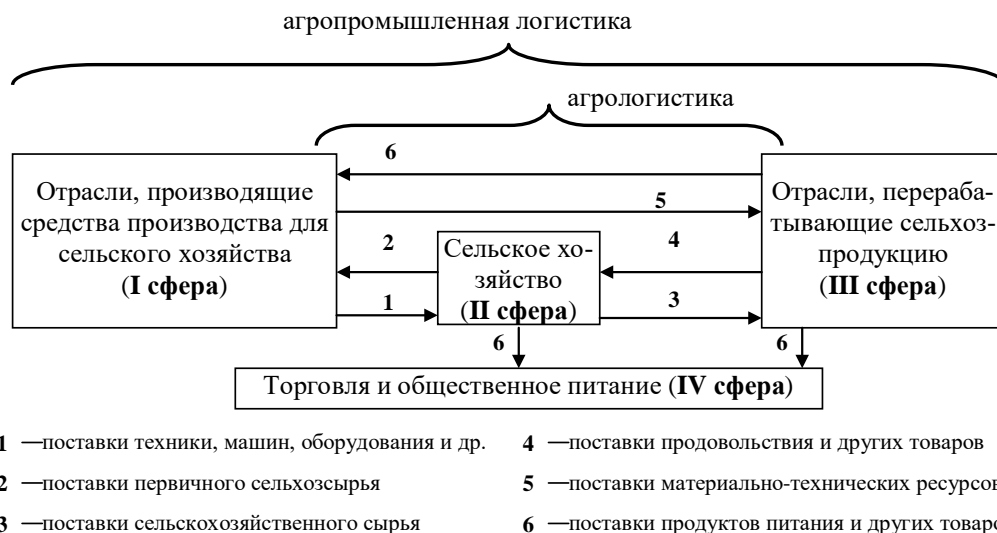 агропромышленная логистика
агрологистика
6
Отрасли, производящие
средства производства для
сельского хозяйства
(I сфера)
5
Отрасли, перераба-
тывающие сельхоз-
продукцию
(III сфера)
2
Сельское хо-
зяйство
(II сфера)
4
1
3
6
6
Торговля и общественное питание (IV сфера)
1 —поставки техники, машин, оборудования и др.
4 —поставки продовольствия и других товаров
2 —поставки первичного сельхозсырья
5 —поставки материально-технических ресурсов
3 —поставки сельскохозяйственного сырья
6 —поставки продуктов питания и других товаро